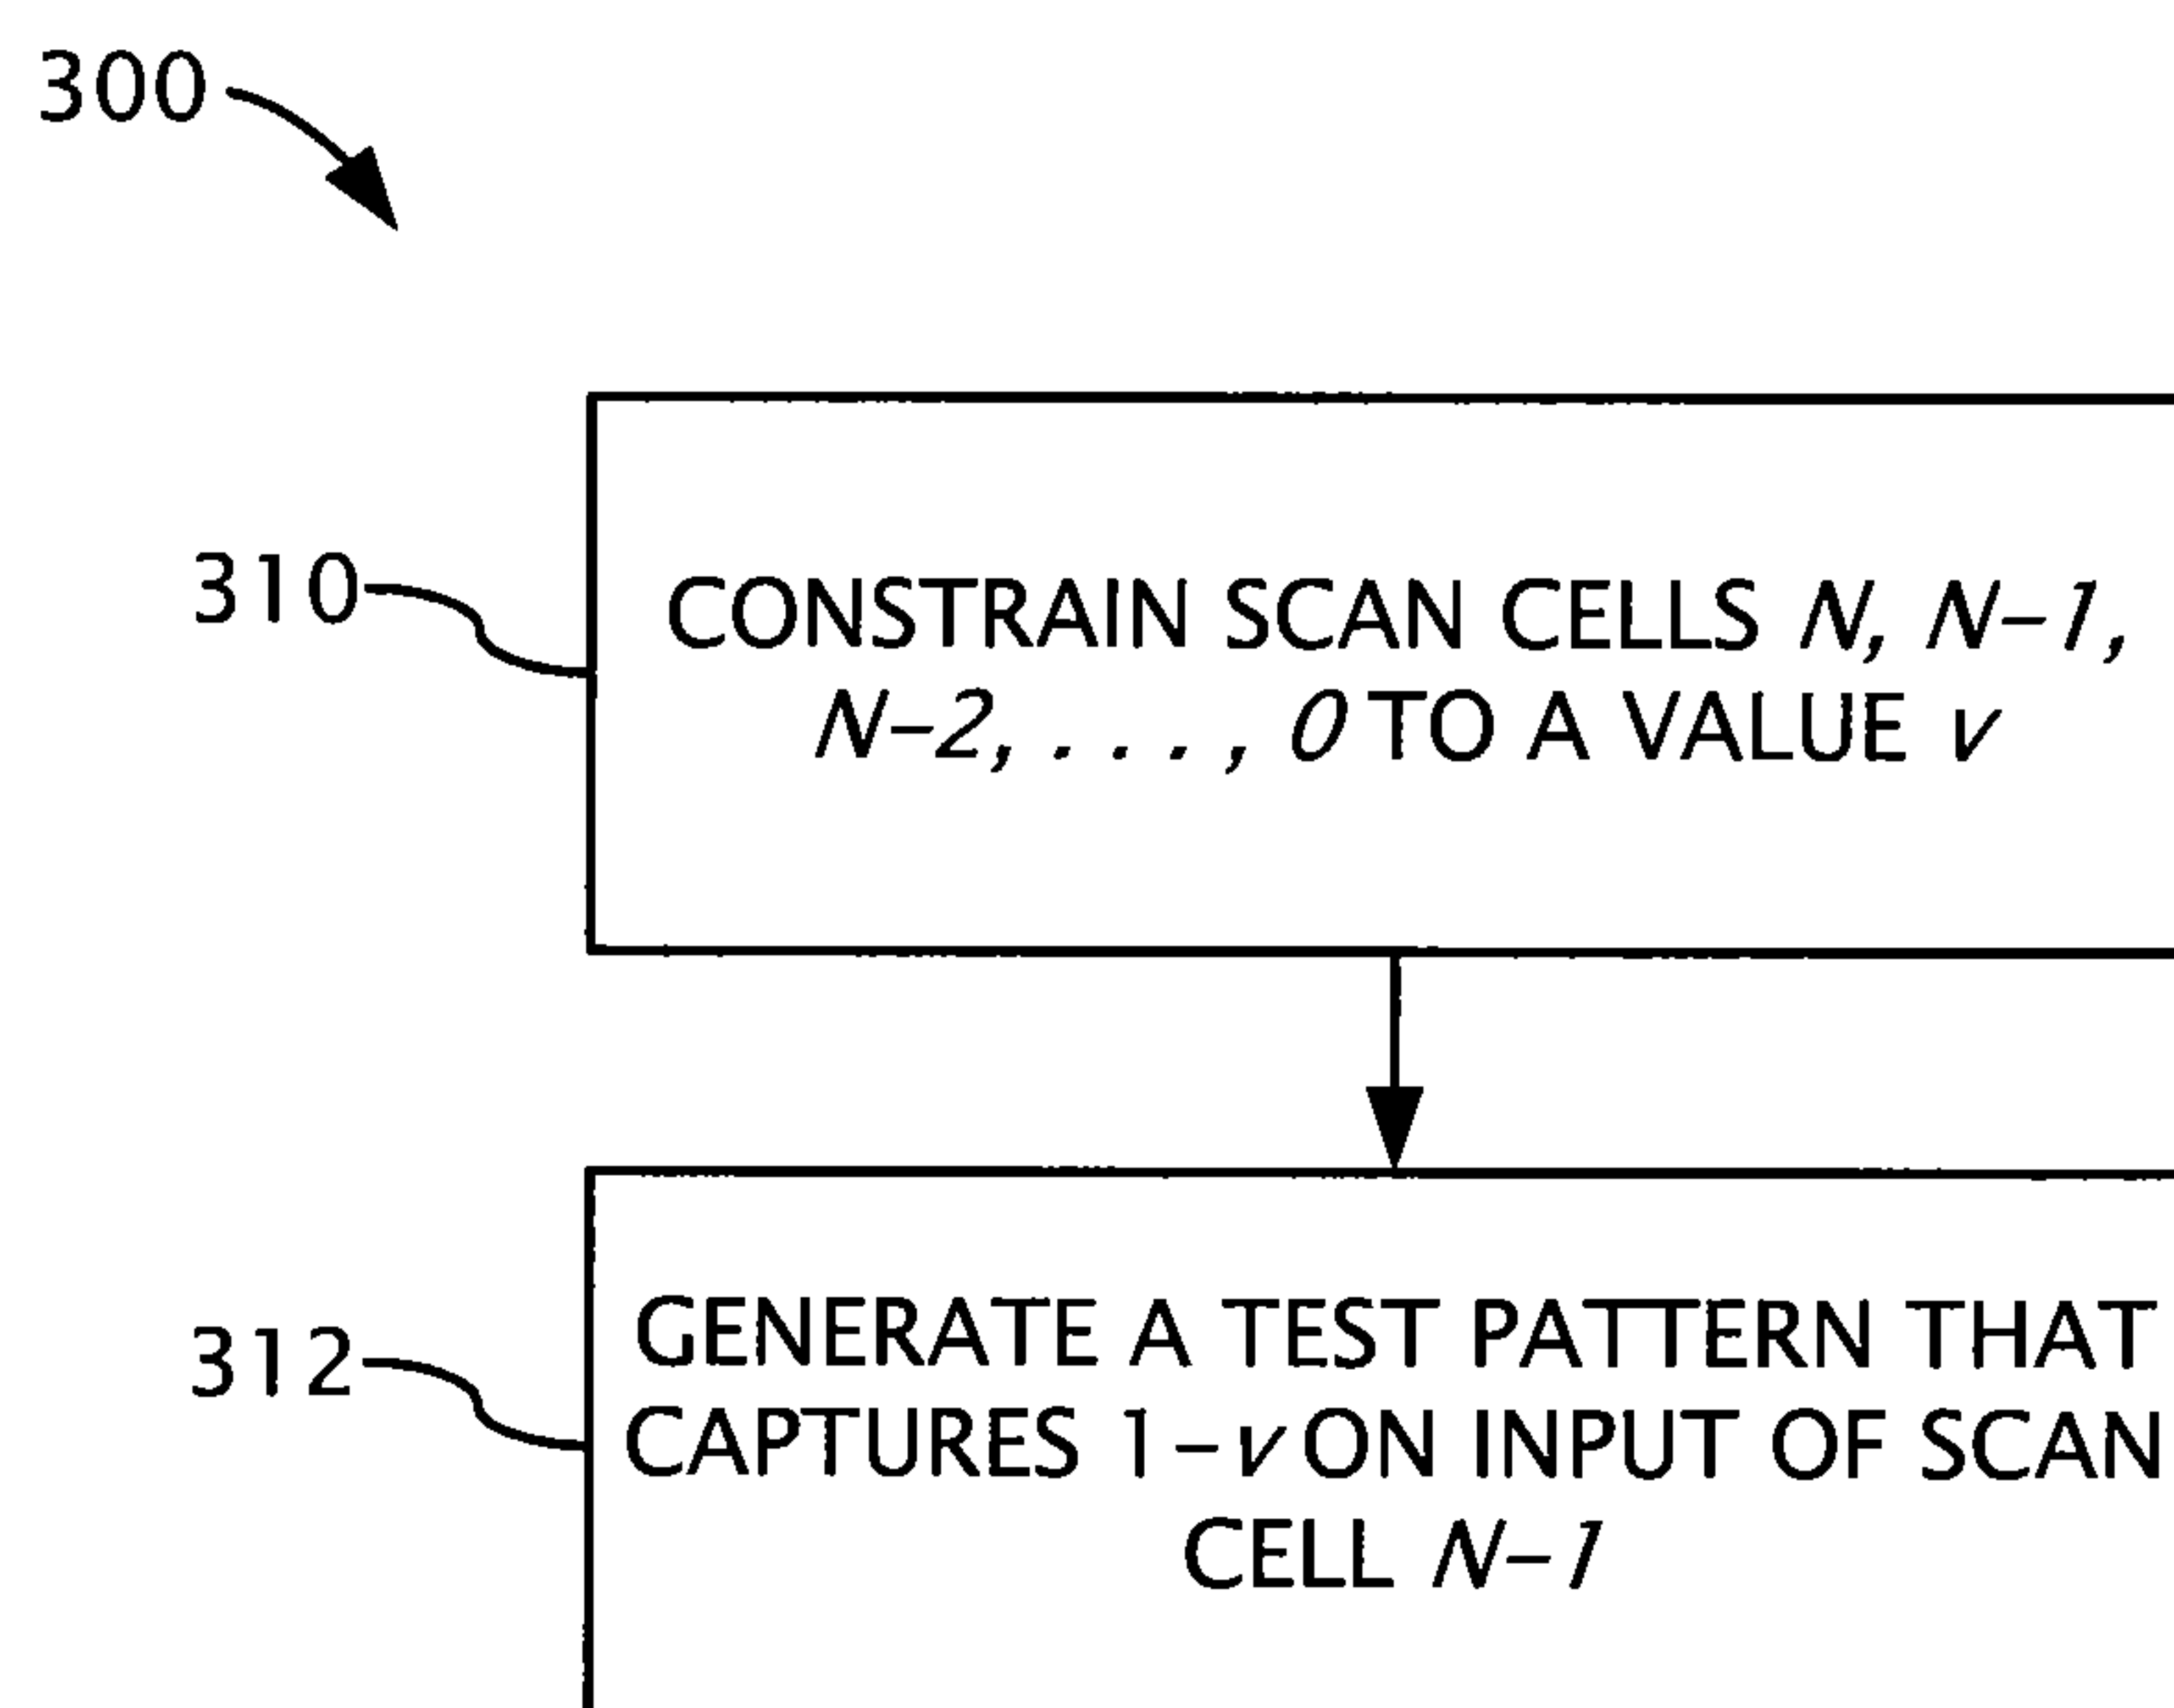 300
310
CONSTRAIN SCAN CELLS N, N–1,
N–2, . . . , 0 TO A VALUE v
312
GENERATE A TEST PATTERN THAT
CAPTURES 1–v ON INPUT OF SCAN
CELL N–1